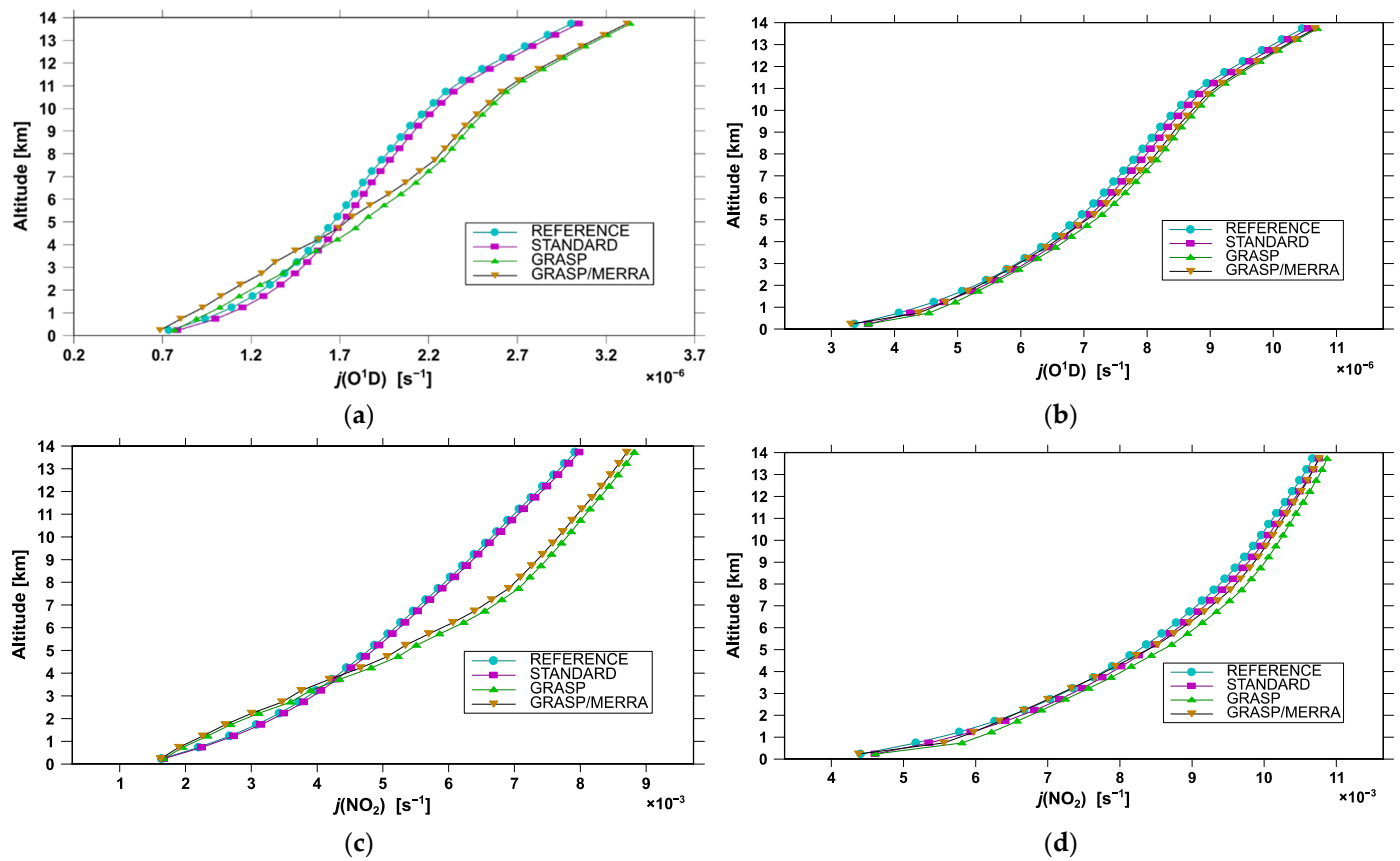 14
13
12
11
10
9
8
7
6
5
4
3
2
1
0
Altitude [km]
REFERENCE
STANDARD
GRASP
GRASP/MERRA
0.2 0.7 1.2 1.7 2.2 2.7 3.2 3.7
j(O¹D) [s⁻¹] ×10⁻⁶
(a)
14
13
12
11
10
9
8
7
6
5
4
3
2
1
0
Altitude [km]
REFERENCE
STANDARD
GRASP
GRASP/MERRA
3 4 5 6 7 8 9 10 11
j(O¹D) [s⁻¹] ×10⁻⁶
(b)
14
13
12
11
10
9
8
7
6
5
4
3
2
1
0
Altitude [km]
REFERENCE
STANDARD
GRASP
GRASP/MERRA
1 2 3 4 5 6 7 8 9
j(NO₂) [s⁻¹] ×10⁻³
(c)
14
13
12
11
10
9
8
7
6
5
4
3
2
1
0
Altitude [km]
REFERENCE
STANDARD
GRASP
GRASP/MERRA
4 5 6 7 8 9 10 11
j(NO₂) [s⁻¹] ×10⁻³
(d)